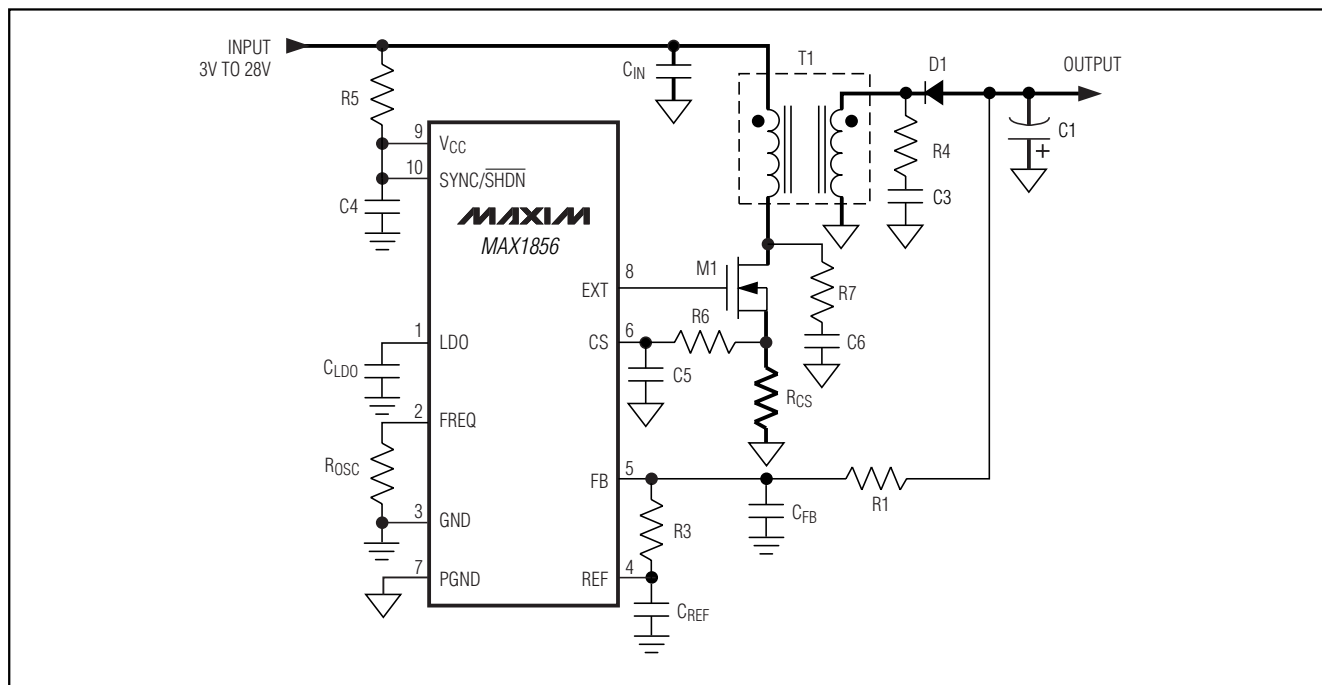 INPUT
3V TO 28V
R5
CIN
T1
D1
OUTPUT
C1
+
R4
C3
9
VCC
10
SYNC/SHDN
C4
MAXIM
MAX1856
8
EXT
M1
R7
C6
R6
6
CS
C5
RCS
1
LDO
CLDO
2
FREQ
ROSC
5
FB
R1
CFB
R3
3
GND
7
PGND
4
REF
CREF